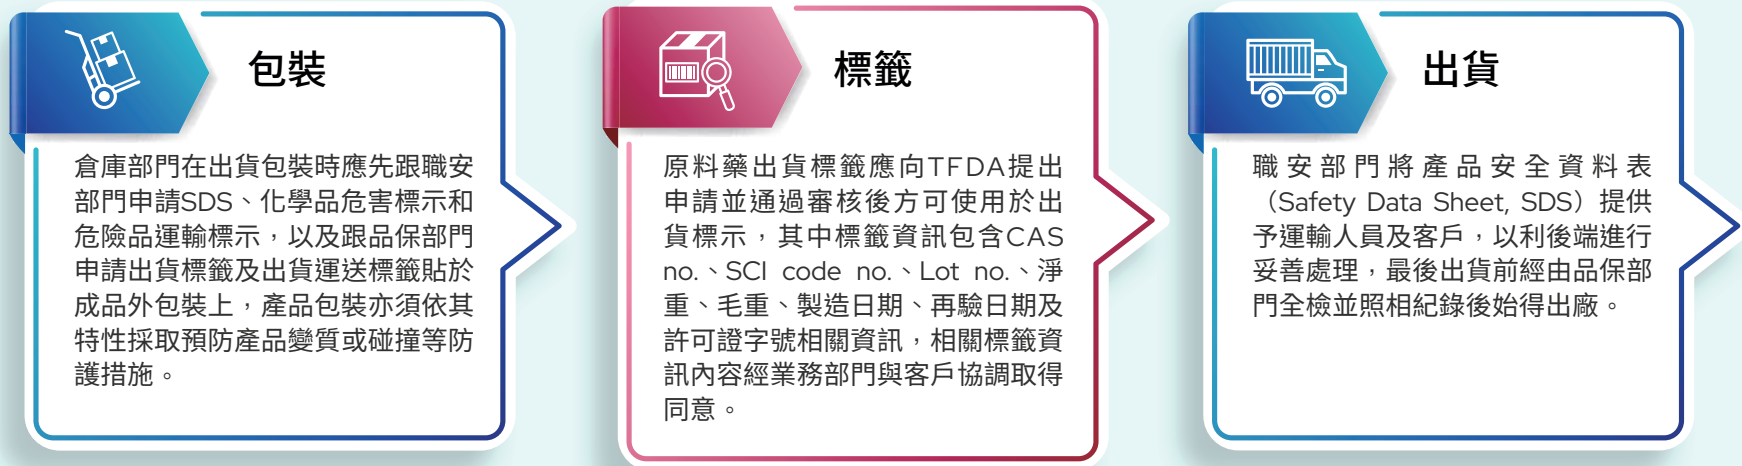 包裝
倉庫部門在出貨包裝時應先跟職安
部門申請SDS、化學品危害標示和
危險品運輸標示，以及跟品保部門
申請出貨標籤及出貨運送標籤貼於
成品外包裝上，產品包裝亦須依其
特性採取預防產品變質或碰撞等防
護措施。
標籤
原料藥出貨標籤應向TFDA提出
申請並通過審核後方可使用於出
貨標示，其中標籤資訊包含CAS
no.、SCI code no.、Lot no.、淨
重、毛重、製造日期、再驗日期及
許可證字號相關資訊，相關標籤資
訊內容經業務部門與客戶協調取得
同意。
出貨
職安部門將產品安全資料表
（Safety Data Sheet, SDS）提供
予運輸人員及客戶，以利後端進行
妥善處理，最後出貨前經由品保部
門全檢並照相紀錄後始得出廠。